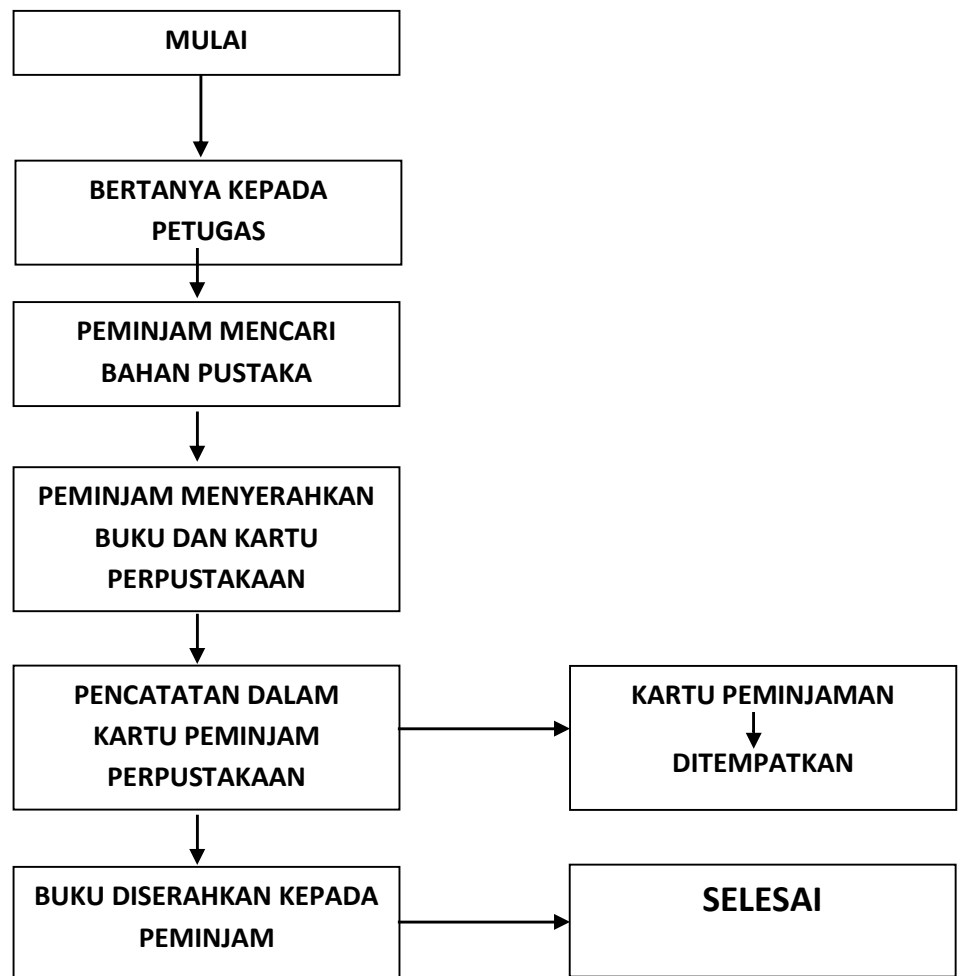 MULAI
BERTANYA KEPADA
PETUGAS
PEMINJAM MENCARI
BAHAN PUSTAKA
PEMINJAM MENYERAHKAN
BUKU DAN KARTU
PERPUSTAKAAN
PENCATATAN DALAM
KARTU PEMINJAM
PERPUSTAKAAN
KARTU PEMINJAMAN
DITEMPATKAN
BUKU DISERAHKAN KEPADA
PEMINJAM
SELESAI